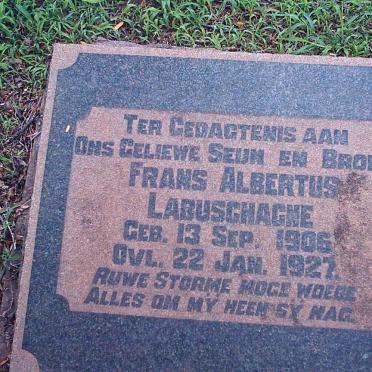 TER GEDAGTENIS AAN
ONS GELIEWE SEUN EN BROE
FRANS ALBERTUS
LABUSCHAGNE
GEB. 13 SEP. 1906.
OVL. 22 JAN. 1927.
RUWE STORME MOGE WOEDE
ALLES OM MY HEEN SY NAG.